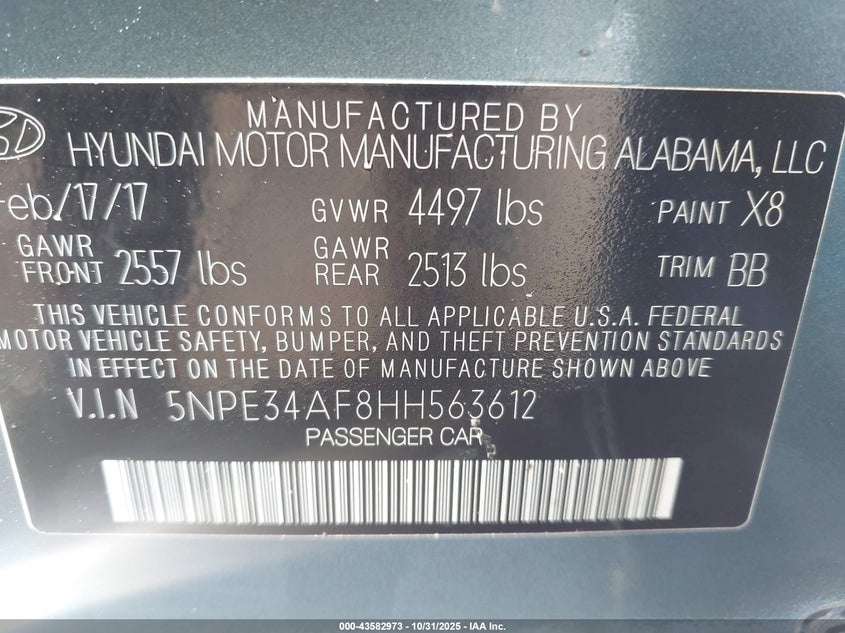 MANUFACTURED BY
HYUNDAI MOTOR MANUFACTURING ALABAMA, LLC
Feb/17/17 GVWR 4497 lbs PAINT X8
GAWR FRONT 2557 lbs GAWR REAR 2513 lbs TRIM BB
THIS VEHICLE CONFORMS TO ALL APPLICABLE U.S.A. FEDERAL
MOTOR VEHICLE SAFETY, BUMPER, AND THEFT PREVENTION STANDARDS
IN EFFECT ON THE DATE OF MANUFACTURE SHOWN ABOVE
V.I.N 5NPE34AF8HH563612
PASSENGER CAR
000-43582973 - 10/31/2025 - IAA Inc.